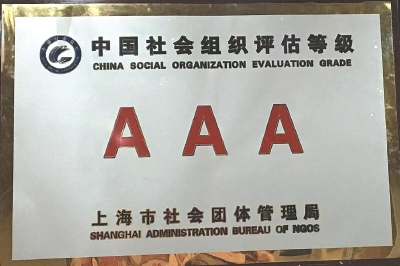 中国社会组织评估等级
CHINA SOCIAL ORGANIZATION EVALUATION GRADE
AAA
上海市社会团体管理局
SHANGHAI ADMINISTRATION BUREAU OF NGOS